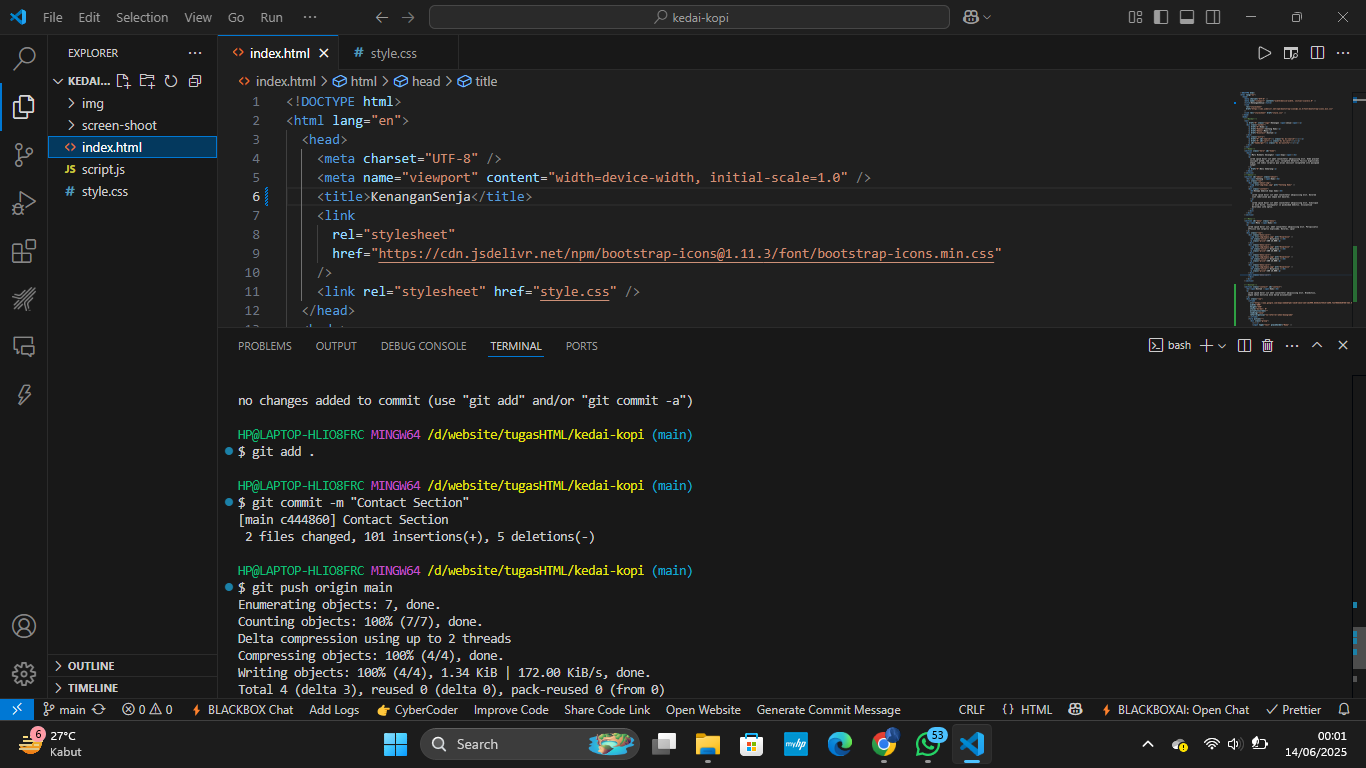 File Edit Selection View Go Run ··· kedai-kopi
EXPLORER
KEDAI...
img
screen-shoot
index.html
script.js
style.css
OUTLINE
TIMELINE
index.html style.css
index.html > html > head > title
1 <!DOCTYPE html>
2 <html lang="en">
3 <head>
4 <meta charset="UTF-8" />
5 <meta name="viewport" content="width=device-width, initial-scale=1.0" />
6 <title>KenanganSenja</title>
7 <link
8 rel="stylesheet"
9 href="https://cdn.jsdelivr.net/npm/bootstrap-icons@1.11.3/font/bootstrap-icons.min.css"
10 />
11 <link rel="stylesheet" href="style.css" />
12 </head>
PROBLEMS OUTPUT DEBUG CONSOLE TERMINAL PORTS bash
no changes added to commit (use "git add" and/or "git commit -a")
HP@LAPTOP-HLIO8FRC MINGW64 /d/website/tugasHTML/kedai-kopi (main)
$ git add .
HP@LAPTOP-HLIO8FRC MINGW64 /d/website/tugasHTML/kedai-kopi (main)
$ git commit -m "Contact Section"
[main c444860] Contact Section
2 files changed, 101 insertions(+), 5 deletions(-)
HP@LAPTOP-HLIO8FRC MINGW64 /d/website/tugasHTML/kedai-kopi (main)
$ git push origin main
Enumerating objects: 7, done.
Counting objects: 100% (7/7), done.
Delta compression using up to 2 threads
Compressing objects: 100% (4/4), done.
Writing objects: 100% (4/4), 1.34 KiB | 172.00 KiB/s, done.
Total 4 (delta 3), reused 0 (delta 0), pack-reused 0 (from 0)
main 0 0 BLACKBOX Chat Add Logs CyberCoder Improve Code Share Code Link Open Website Generate Commit Message CRLF {} HTML BLACKBOXAI: Open Chat Prettier
6 27°C
Kabut
Search
myhp
53
00:01
14/06/2025